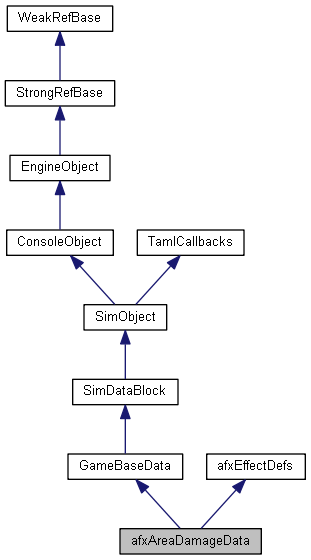 WeakRefBase
StrongRefBase
EngineObject
ConsoleObject
TamlCallbacks
SimObject
SimDataBlock
GameBaseData
afxEffectDefs
afxAreaDamageData